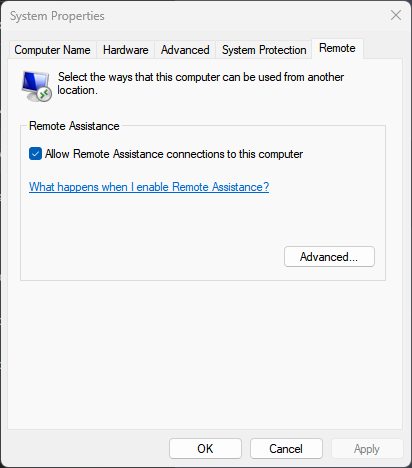 System Properties
Computer Name
Hardware
Advanced
System Protection
Remote
Select the ways that this computer can be used from another
location.
Remote Assistance
Allow Remote Assistance connections to this computer
What happens when I enable Remote Assistance?
Advanced...
OK
Cancel
Apply